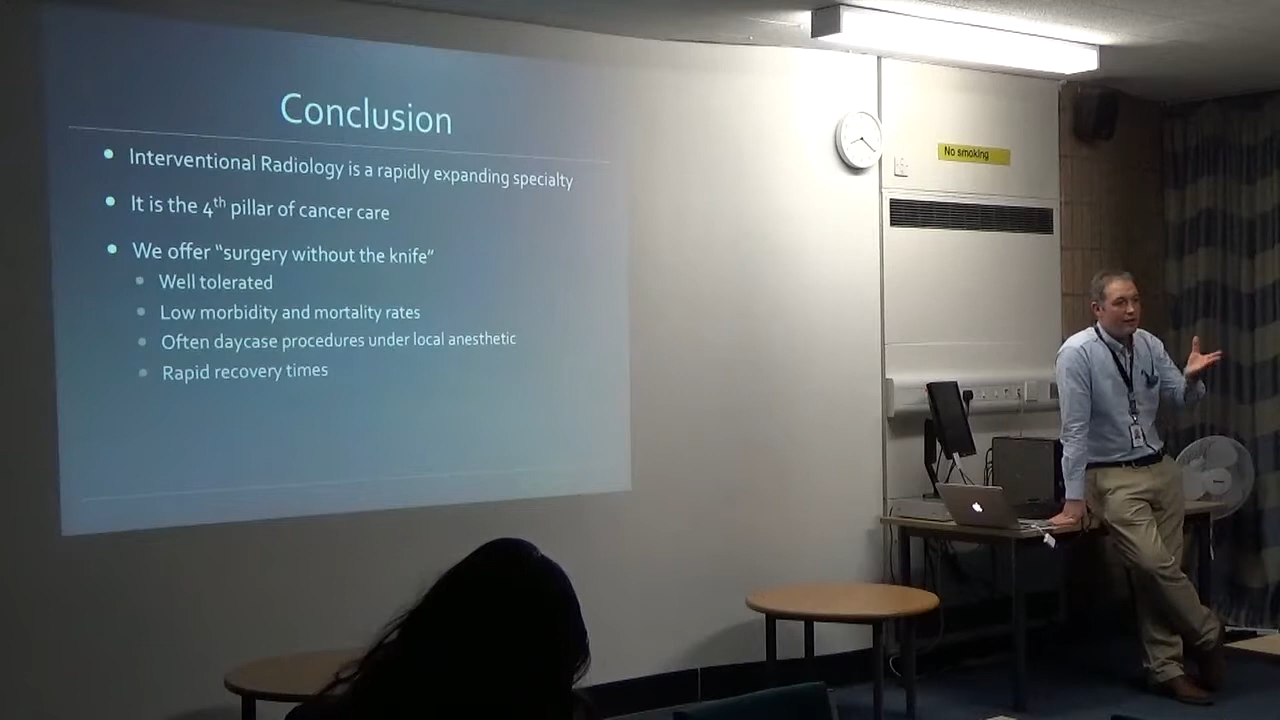 Conclusion
Interventional Radiology is a rapidly expanding specialty
It is the 4th pillar of cancer care
We offer “surgery without the knife”
Well tolerated
Low morbidity and mortality rates
Often daycase procedures under local anesthetic
Rapid recovery times
No smoking